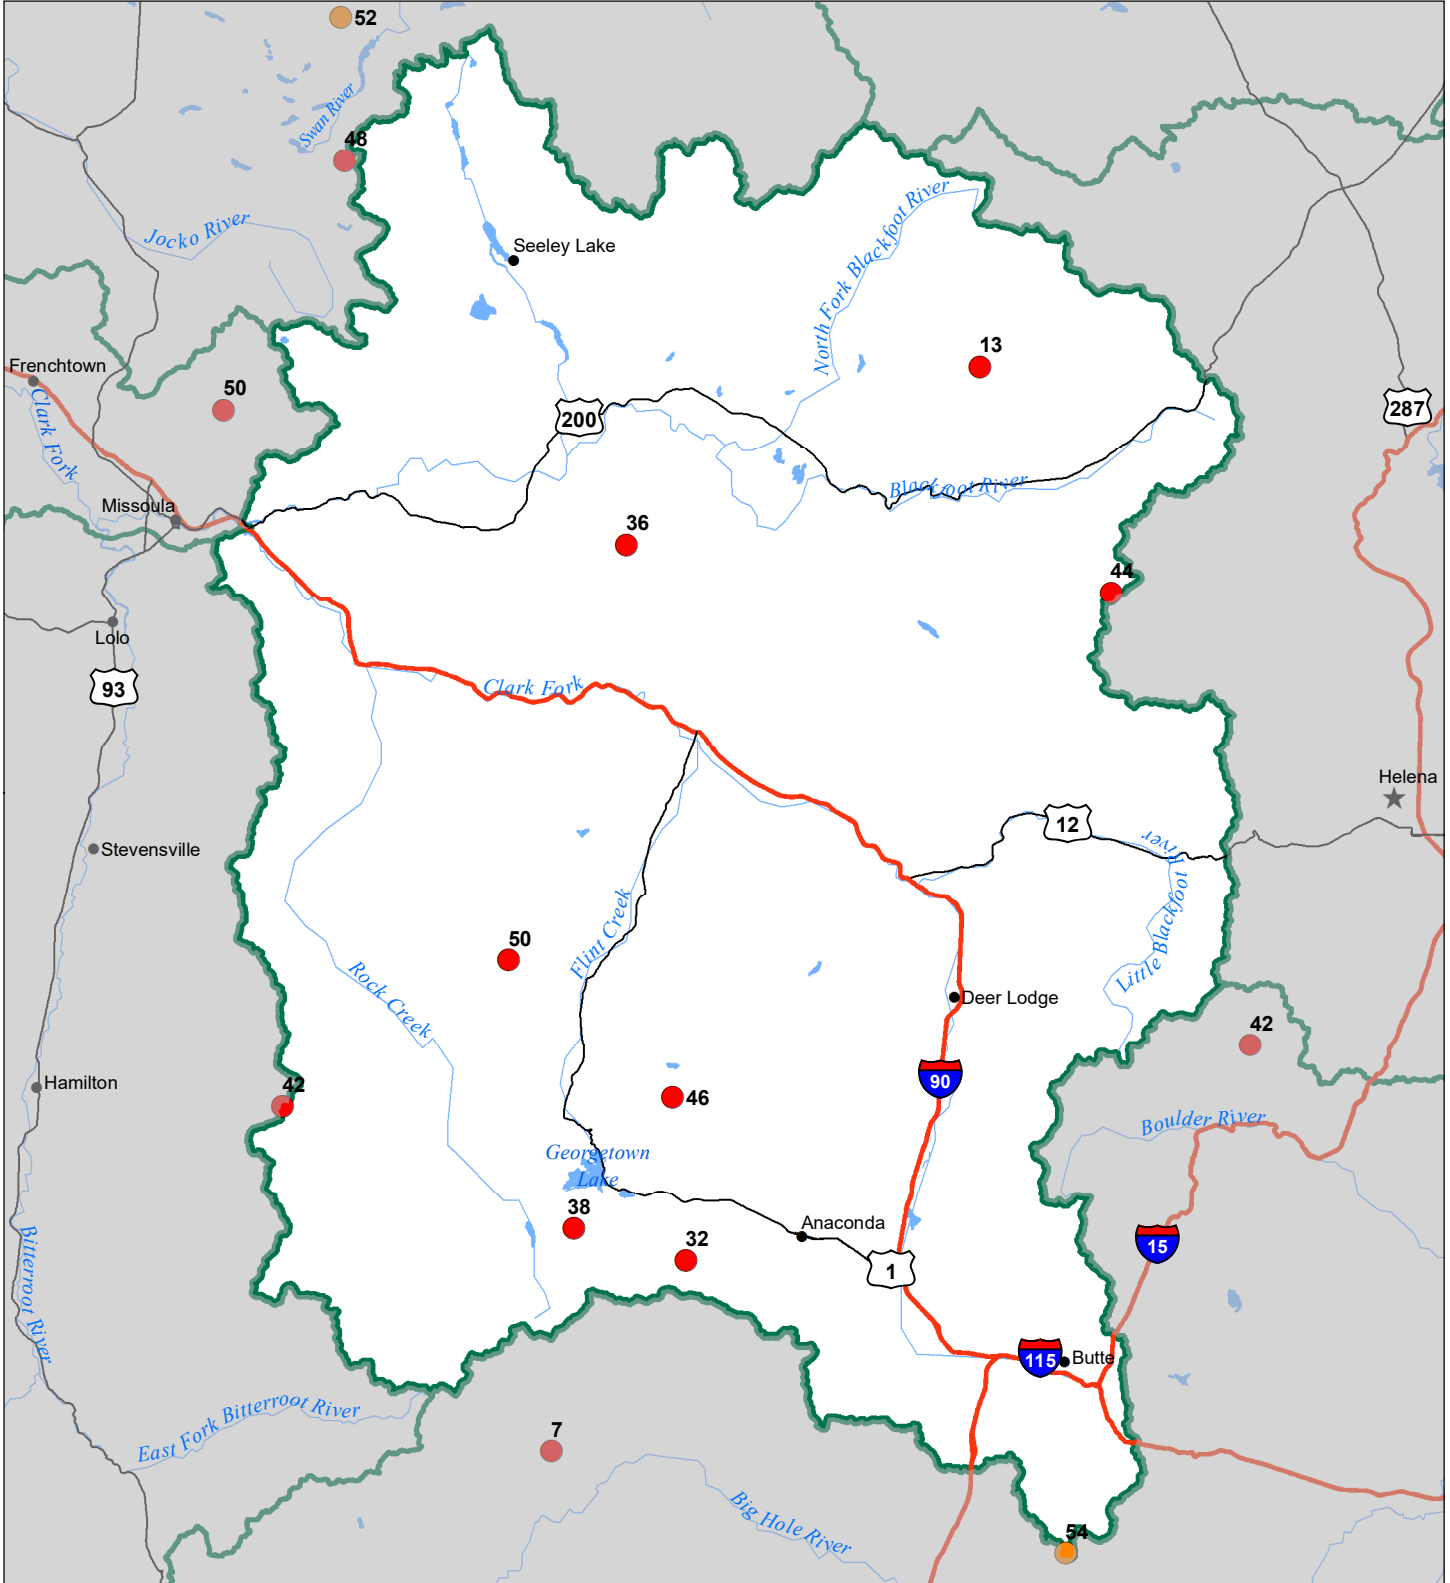 52
Swan River
48
Jocko River
Seeley Lake
North Fork Blackfoot River
13
Frenchtown
50
Clark Fork
200
287
Missoula
Blackfoot River
36
44
Lolo
93
Clark Fork
Helena
12
Little Blackfoot River
Stevensville
Flint Creek
50
Rock Creek
Deer Lodge
42
90
Hamilton
42
46
Boulder River
Georgetown
Lake
38
32
Anaconda
1
15
Bitterroot River
115
Butte
East Fork Bitterroot River
7
Big Hole River
54